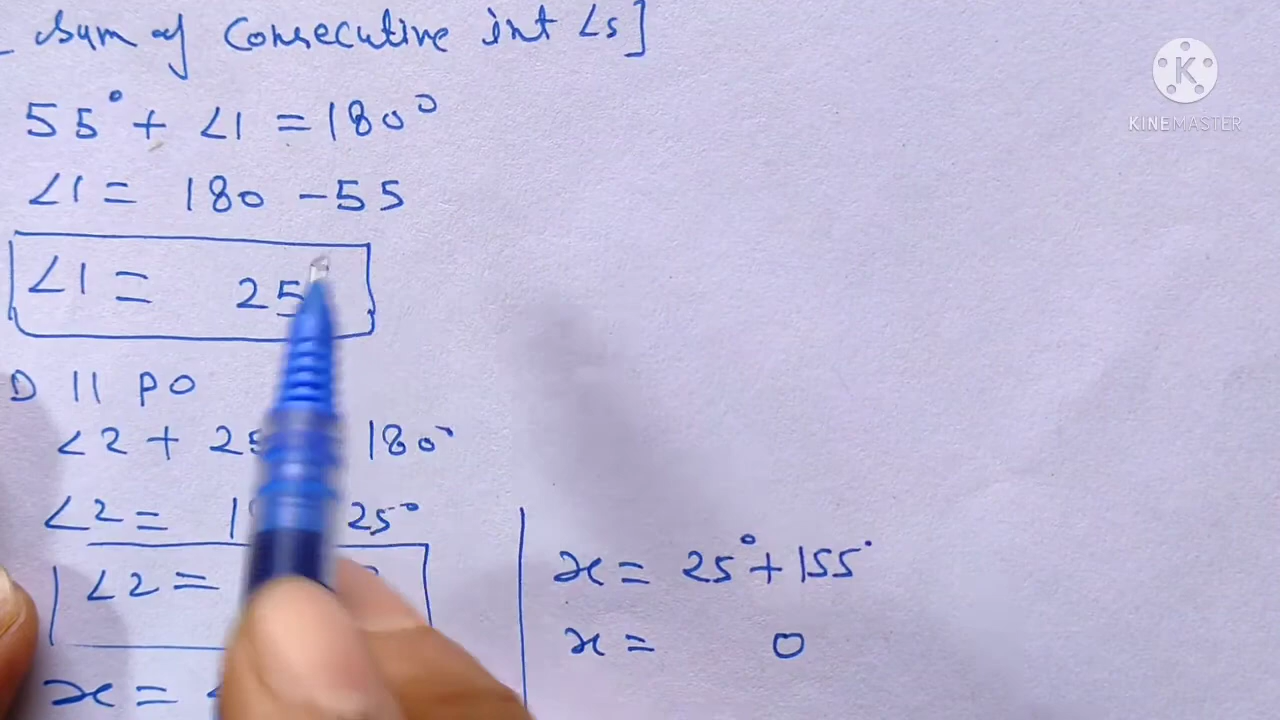 Sum of Consecutive int ∠s]
55° + ∠1 = 180°
∠1 = 180 - 55
∠1 = 25
D || PO
∠2 + 25 180°
∠2 = 1 25°
∠2 =
x =
x = 25° + 155°
x = 0
KINEMASTER